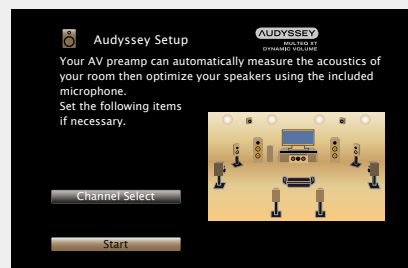 Audyssey Setup
AUDYSSEY
MULTEQ XT
DYNAMIC VOLUME
Your AV preamp can automatically measure the acoustics of
your room then optimize your speakers using the included
microphone.
Set the following items
if necessary.
Channel Select
Start